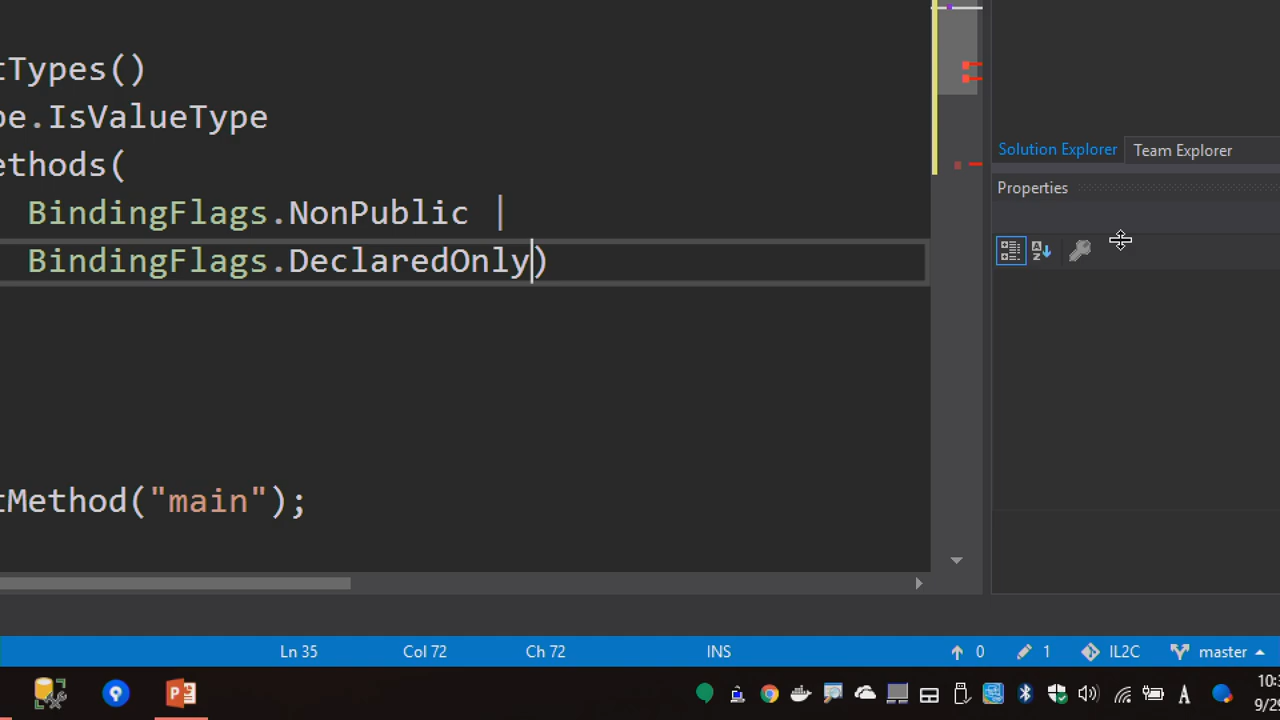 tTypes()
pe.IsValueType
ethods(
BindingFlags.NonPublic |
BindingFlags.DeclaredOnly)
tMethod("main");
Solution Explorer
Team Explorer
Properties
Ln 35
Col 72
Ch 72
INS
0
1
IL2C
master
10:3
9/29